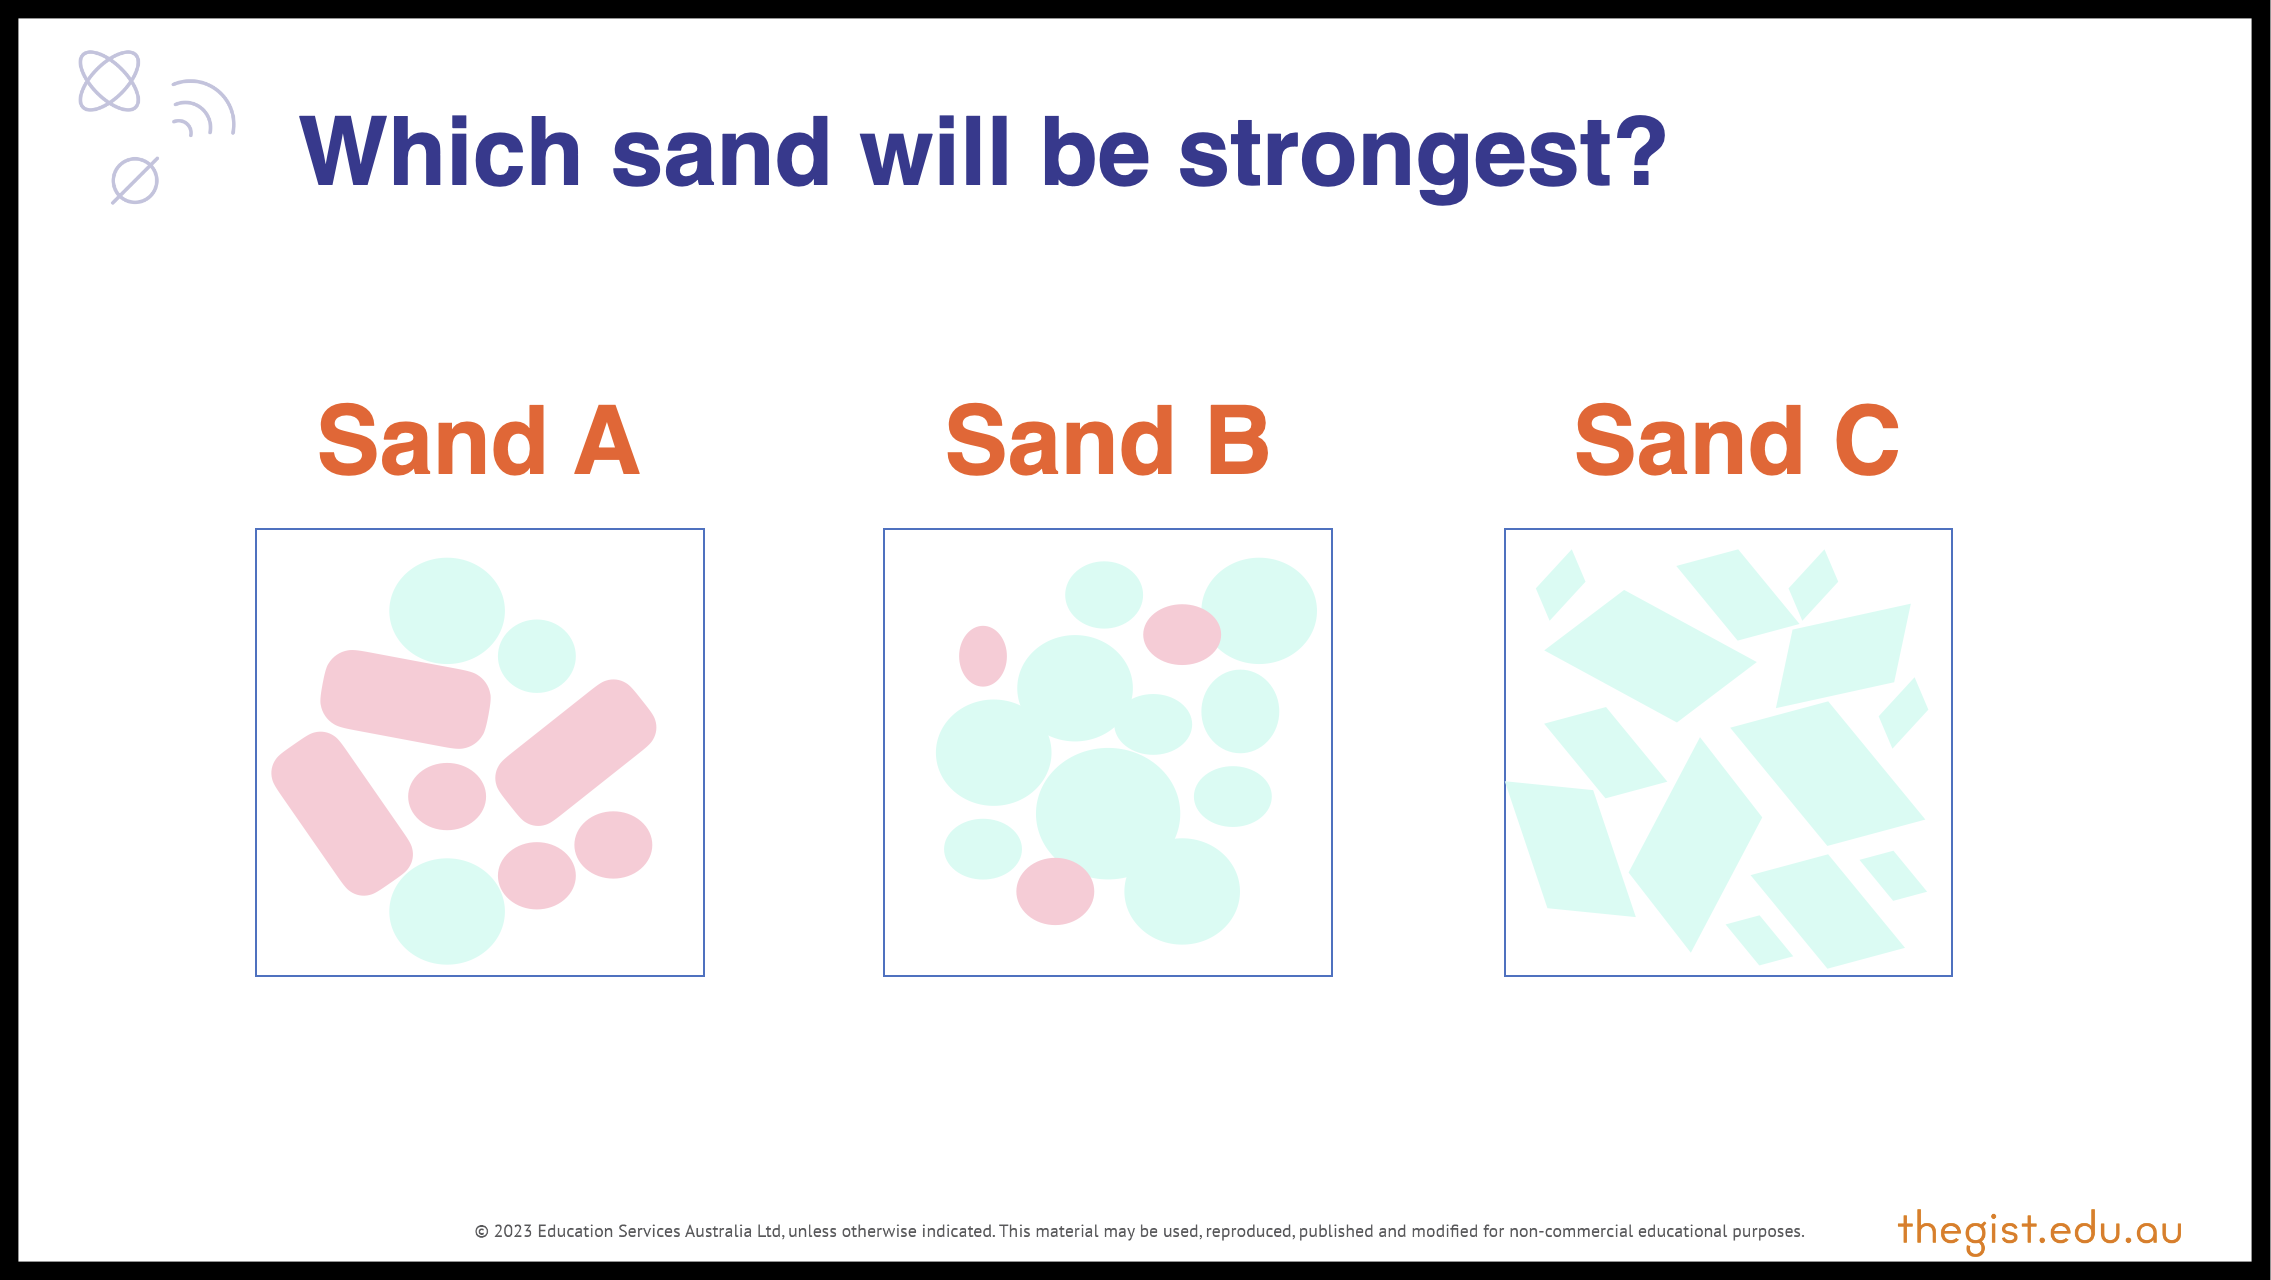 Which sand will be strongest?
Sand A
Sand B
Sand C
© 2023 Education Services Australia Ltd, unless otherwise indicated. This material may be used, reproduced, published and modified for non-commercial educational purposes.
thegist.edu.au